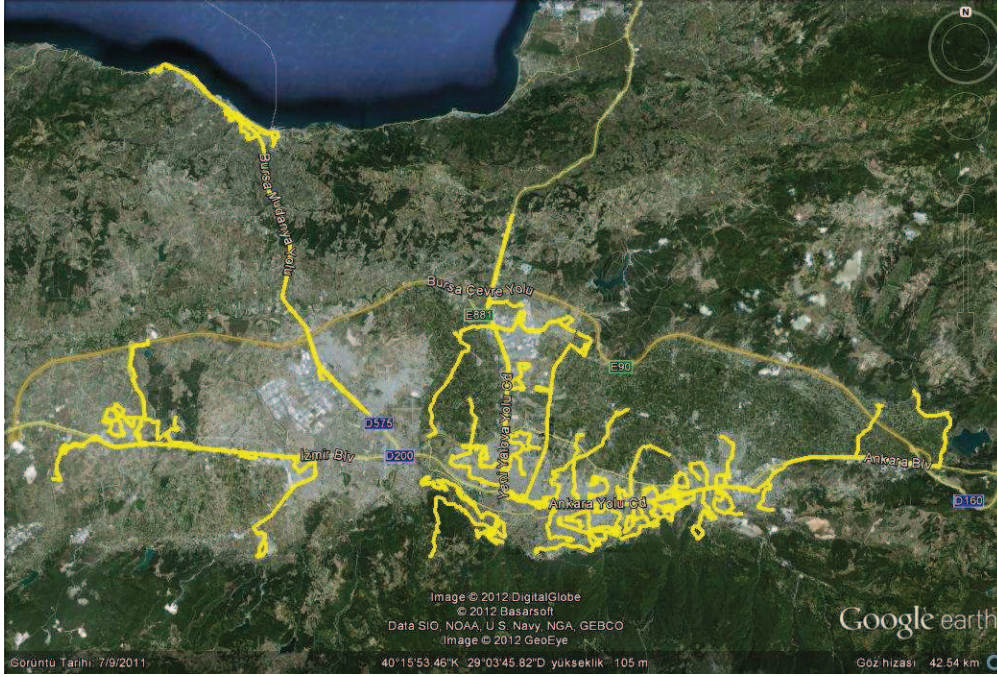 N
Bursa Mudanya Yolu
Bursa Çevre Yolu
E881
E90
Yeni Yalova Yolu Cd
D575
İzmir Blv
D200
Ankara Blv
Ankara Yolu Cd
D160
Image © 2012 DigitalGlobe
© 2012 Basarsoft
Data SIO, NOAA, U.S. Navy, NGA, GEBCO
Image © 2012 GeoEye
Google earth
Görüntü Tarihi: 7/9/2011
40°15'53.46"K 29°03'45.82"D yükseklik 105 m
Göz hizası 42.54 km